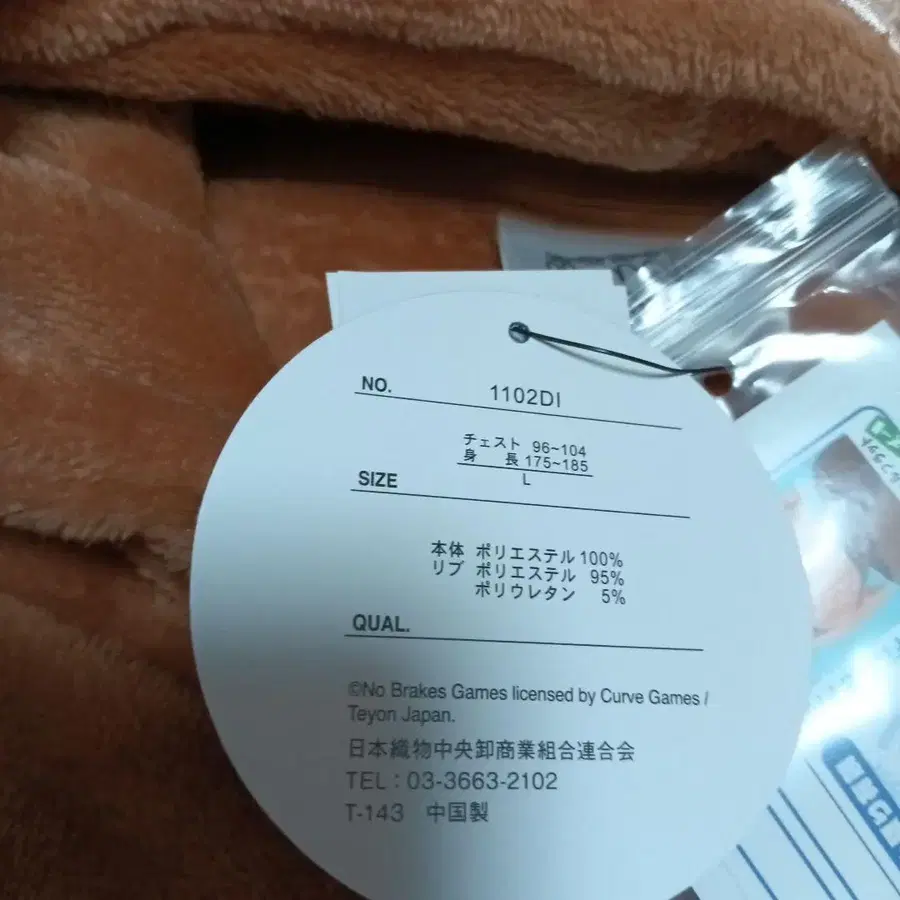 NO. 1102DI
チェスト 96~104
身 長 175~185
SIZE L
本体 ポリエステル 100%
リブ ポリエステル 95%
ポリウレタン 5%
QUAL.
©No Brakes Games licensed by Curve Games /
Teyon Japan.
日本織物中央卸商業組合連合会
TEL : 03-3663-2102
T-143 中国製